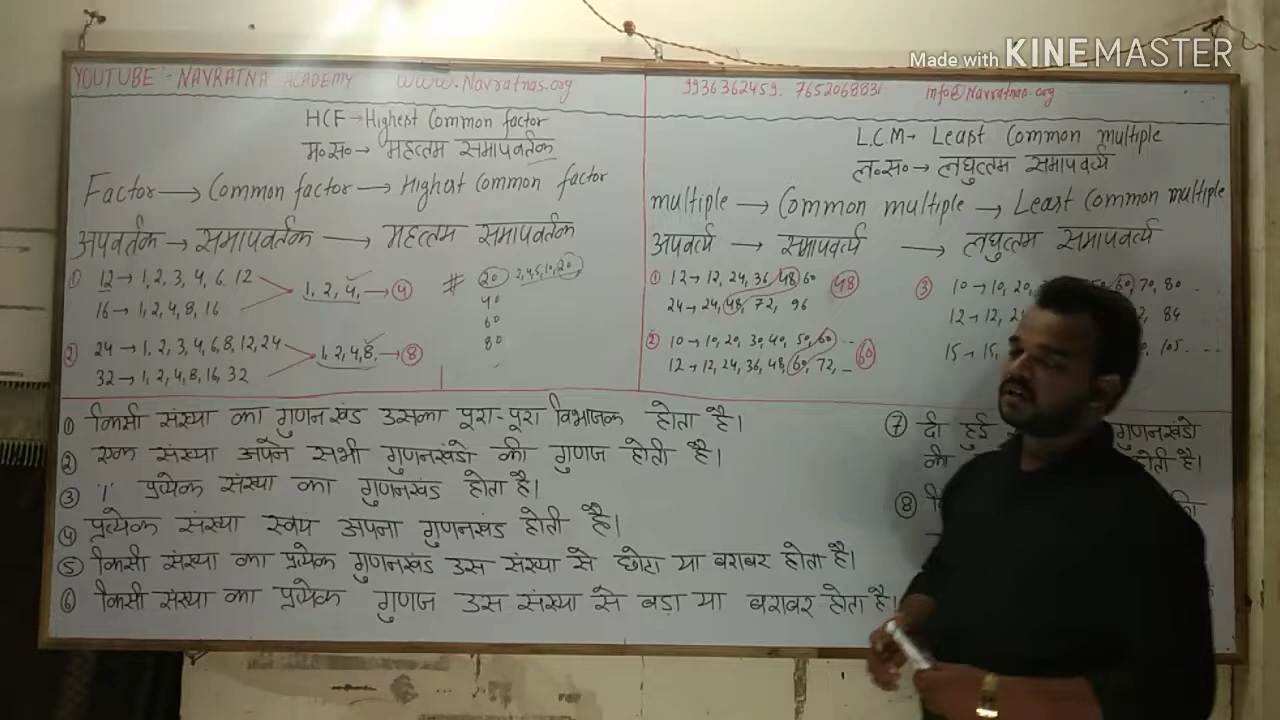 Made with KINEMASTER
YOUTUBE:- NAVRATNA ACADEMY www.Navratnas.org
9936362459. 7652068831 info@Navratnas.org
HCF→Highest Common factor
म॰स॰→ महत्तम समापवर्तक
Factor→Common factor→Highest Common factor
अपवर्तक→समापवर्तक→महत्तम समापवर्तक
① 12→1, 2, 3, 4, 6, 12
16→1, 2, 4, 8, 16
1, 2, 4,→④
② 24→1, 2, 3, 4, 6, 8, 12, 24
32→1, 2, 4, 8, 16, 32
1, 2, 4, 8,→⑧
# 20 2, 4, 5, 10, 20
40
60
80
L.C.M→ Least Common multiple
ल॰स॰→ लघुत्तम समापवर्त्य
multiple→Common multiple→Least Common multiple
अपवर्त्य→समापवर्त्य→लघुत्तम समापवर्त्य
① 12→12, 24, 36, 48, 60
24→24, 48, 72, 96
48
② 10→10, 20, 30, 40, 50, 60
12→12, 24, 36, 48, 60, 72,
60
③ 10→10, 20, 60, 70, 80
12→12, 84
15→15, 105
① किसी संख्या का गुणनखंड उसका पूरा-पूरा विभाजक होता है।
② एक संख्या अपने सभी गुणनखंडो की गुणज होती है।
③ '1' प्रत्येक संख्या का गुणनखंड होता है।
④ प्रत्येक संख्या स्वयं अपना गुणनखंड होती है।
⑤ किसी संख्या का प्रत्येक गुणनखंड उस संख्या से छोटा या बराबर होता है।
⑥ किसी संख्या का प्रत्येक गुणज उस संख्या से बड़ा या बराबर होता है।
⑦ दी हुई गुणनखंडो
की होती है।
⑧